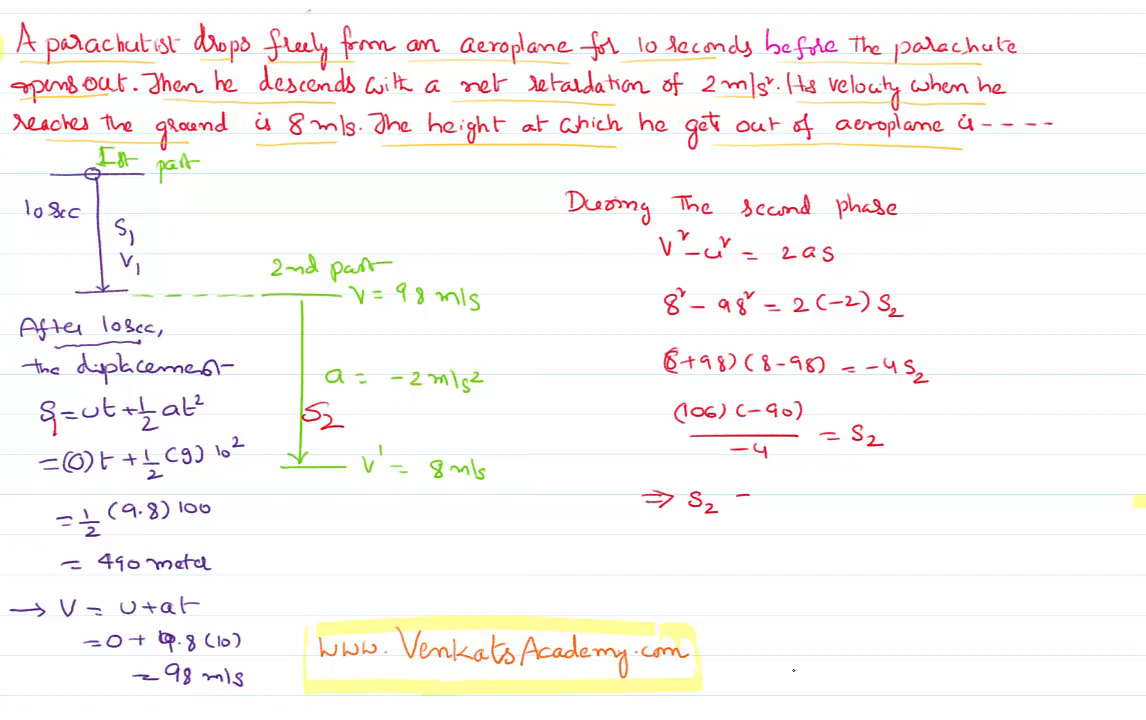 A parachutist drops freely from an aeroplane for 10 seconds before the parachute
opens out. Then he descends with a net retardation of 2 m/s². His velocity when he
reaches the ground is 8 m/s. The height at which he get out of aeroplane is ----
Ist part
10 sec
S₁
V₁
2nd part
V = 98 m/s
a = -2 m/s²
S₂
V' = 8 m/s
After 10 sec,
the displacement
S₁ = ut + 1/2 at²
= (0)t + 1/2 (g) 10²
= 1/2 (9.8) 100
= 490 meter
→ V = u + at
= 0 + 9.8 (10)
= 98 m/s
During the second phase
V² - u² = 2as
8² - 98² = 2(-2) S₂
(8+98)(8-98) = -4S₂
(106)(-90)/-4 = S₂
⇒ S₂ =
www.VenkatsAcademy.com